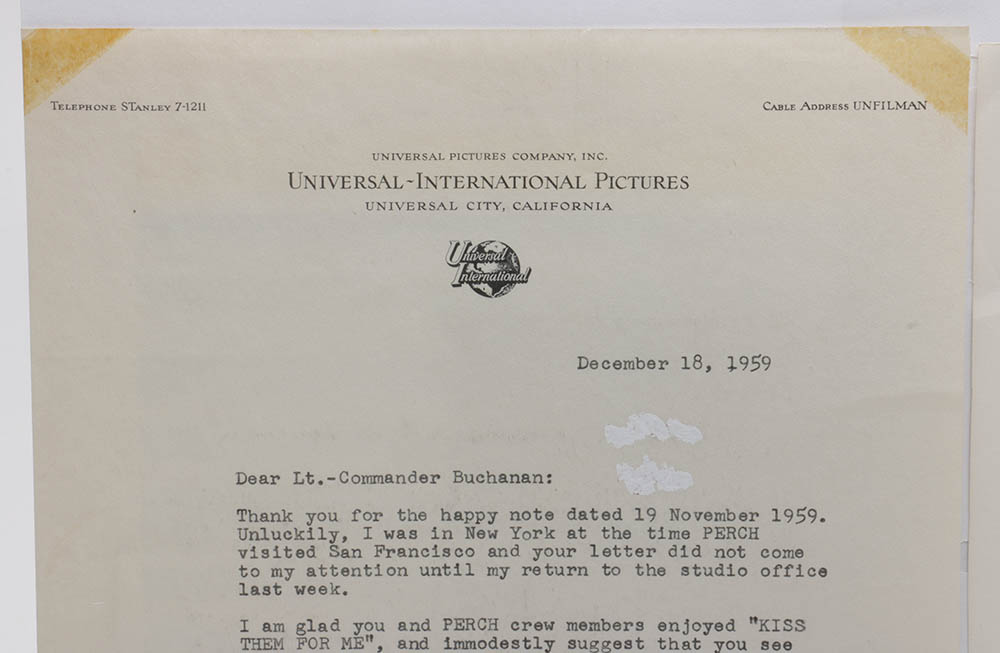 TELEPHONE STANLEY 7-1211
CABLE ADDRESS UNFILMAN
UNIVERSAL PICTURES COMPANY, INC.
UNIVERSAL-INTERNATIONAL PICTURES
UNIVERSAL CITY, CALIFORNIA
Universal
International
December 18, 1959
Dear Lt.-Commander Buchanan:
Thank you for the happy note dated 19 November 1959.
Unluckily, I was in New York at the time PERCH
visited San Francisco and your letter did not come
to my attention until my return to the studio office
last week.
I am glad you and PERCH crew members enjoyed "KISS
THEM FOR ME", and immodestly suggest that you see